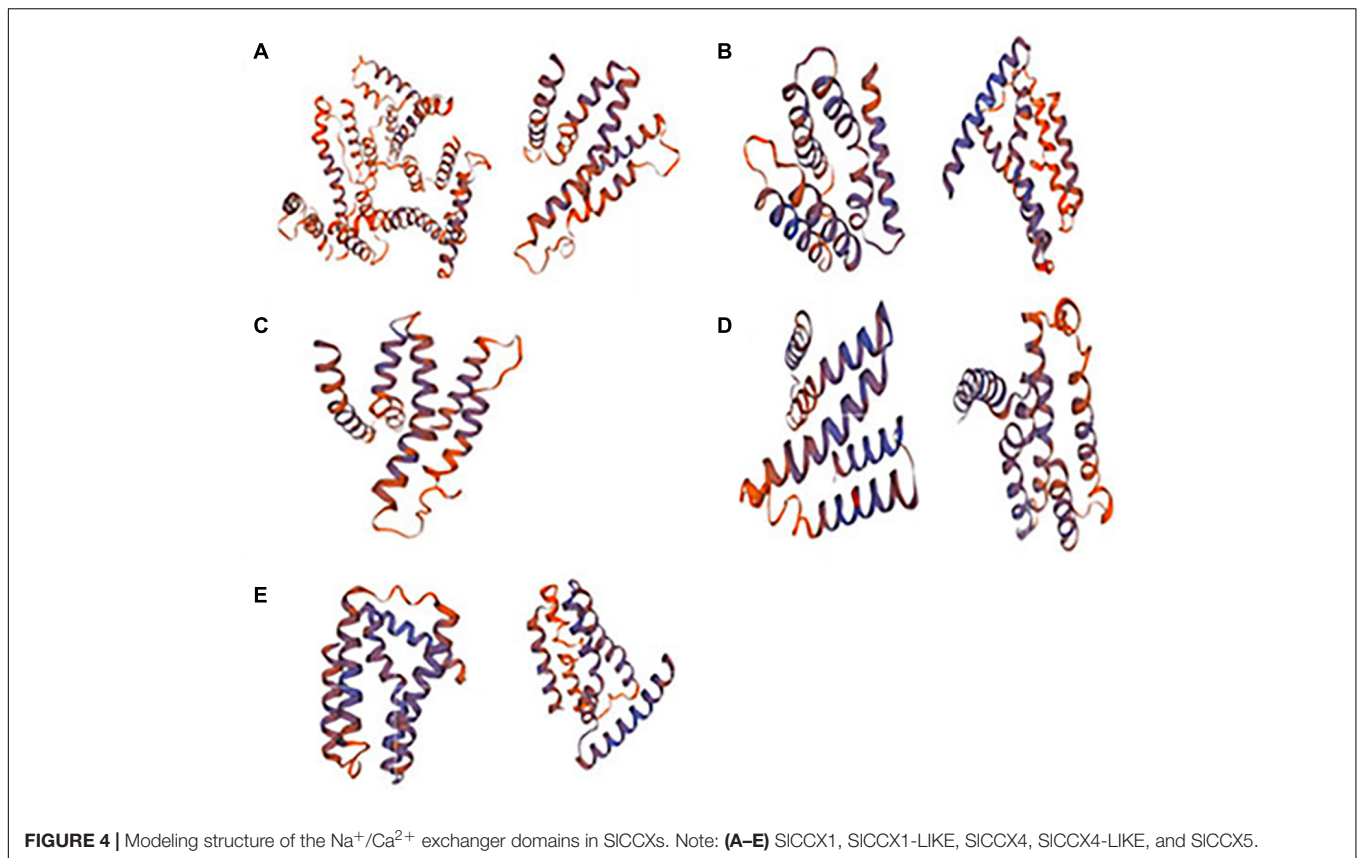 A
B
C
D
E
FIGURE 4 | Modeling structure of the Na⁺/Ca²⁺ exchanger domains in SlCCXs. Note: (A–E) SlCCX1, SlCCX1-LIKE, SlCCX4, SlCCX4-LIKE, and SlCCX5.